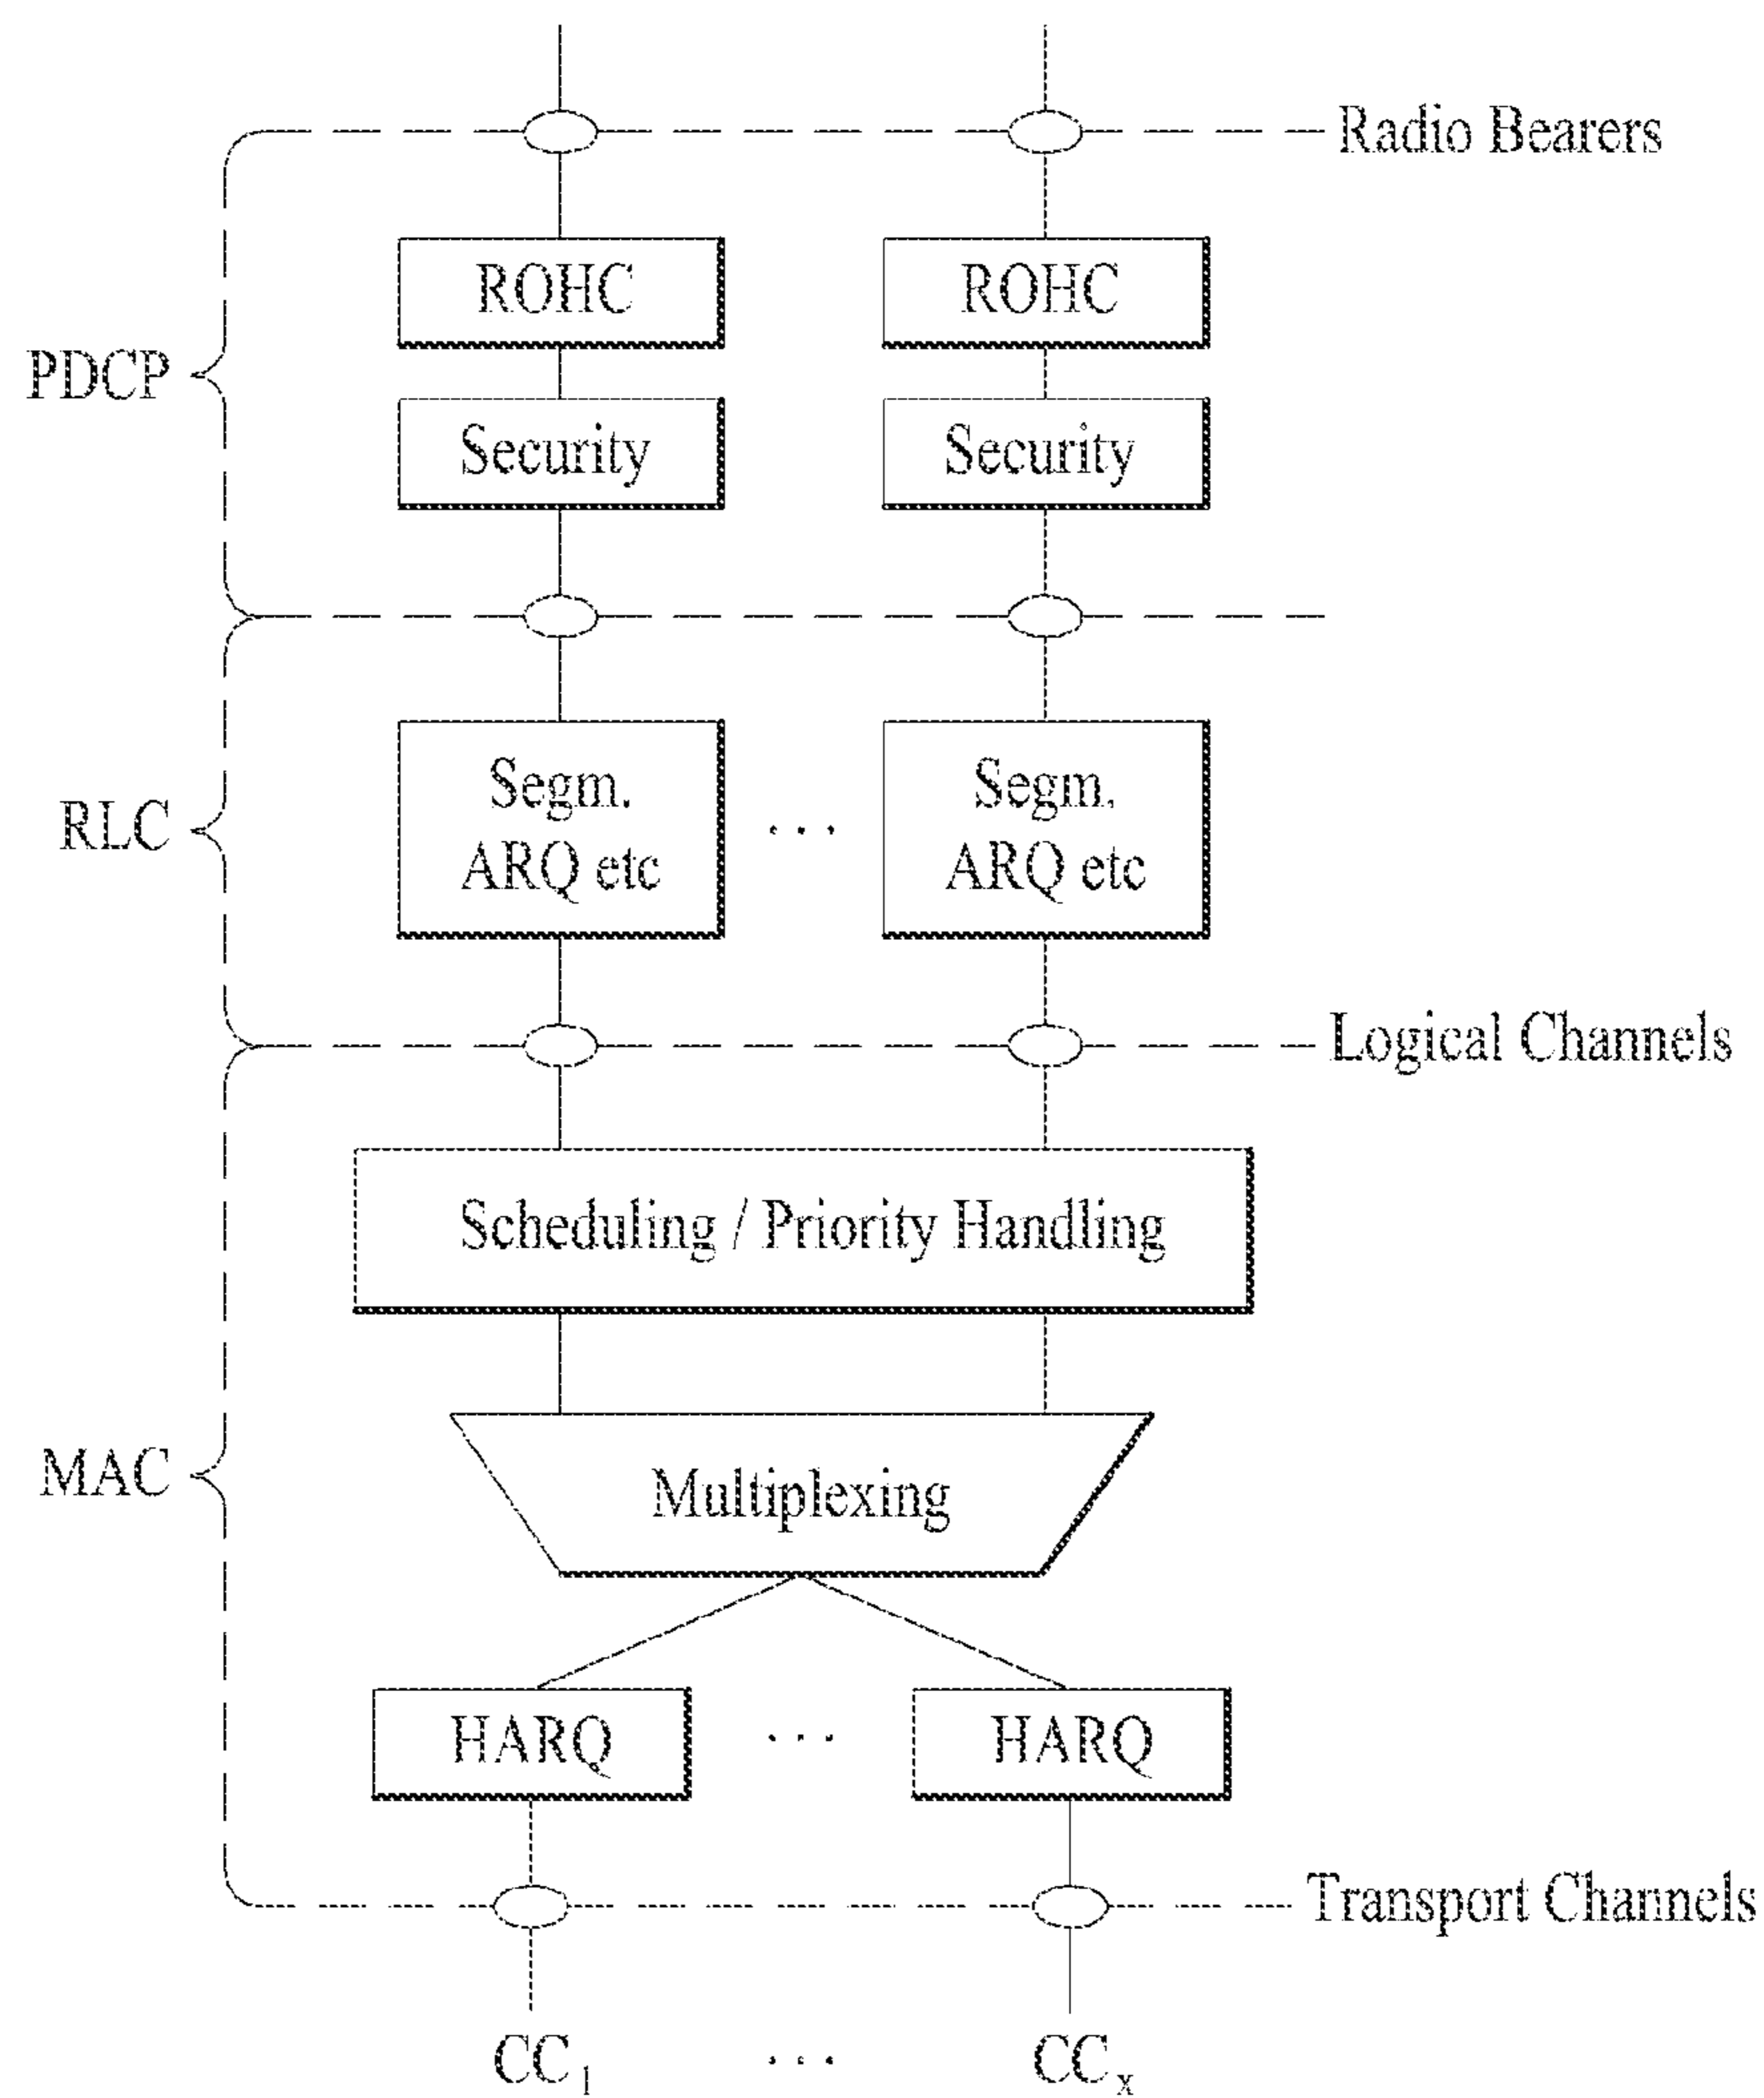 Radio Bearers
ROHC
ROHC
PDCP
Security
Security
Segm.
ARQ etc
RLC
...
Segm.
ARQ etc
Logical Channels
Scheduling / Priority Handling
MAC
Multiplexing
HARQ
...
HARQ
Transport Channels
CC1
...
CCx